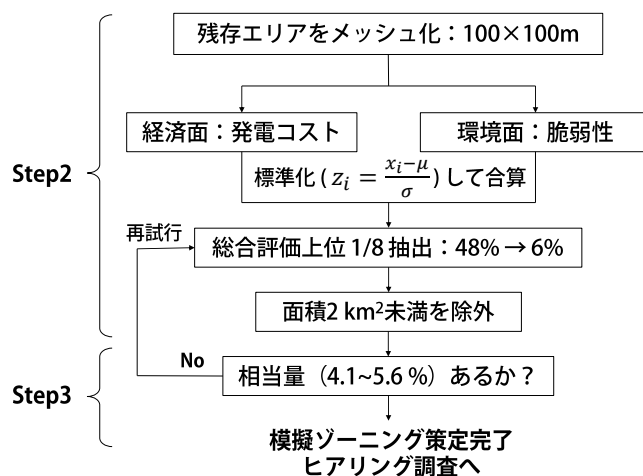 残存エリアをメッシュ化：100×100m
経済面：発電コスト
環境面：脆弱性
Step2
標準化 ( z_i = \frac{x_i−μ}{σ} ) して合算
再試行
総合評価上位 1/8 抽出：48% → 6%
面積2 km²未満を除外
No
相当量（4.1~5.6 %）あるか？
Step3
模擬ゾーニング策定完了
ヒアリング調査へ